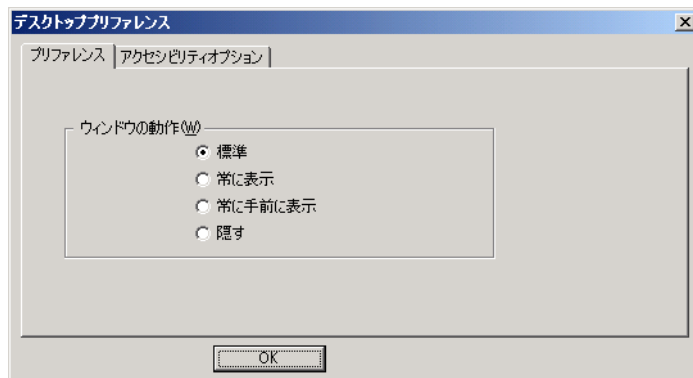 デスクトッププリファレンス
プリファレンス アクセシビリティオプション
ウィンドウの動作(W)
標準
常に表示
常に手前に表示
隠す
OK